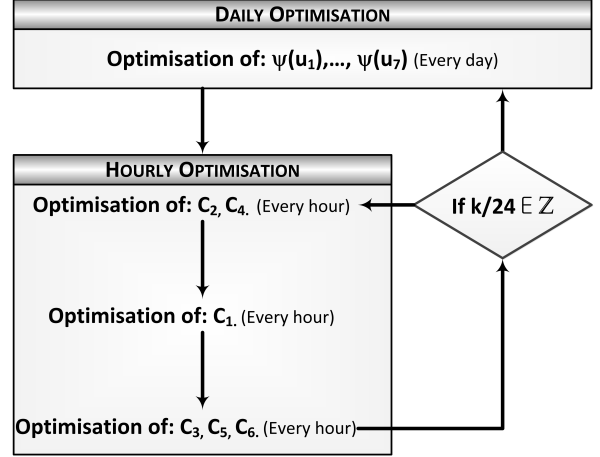 DAILY OPTIMISATION
Optimisation of: ψ(u₁),..., ψ(u₇) (Every day)
HOURLY OPTIMISATION
Optimisation of: C₂, C₄. (Every hour)
If k/24 E ℤ
Optimisation of: C₁. (Every hour)
Optimisation of: C₃, C₅, C₆. (Every hour)